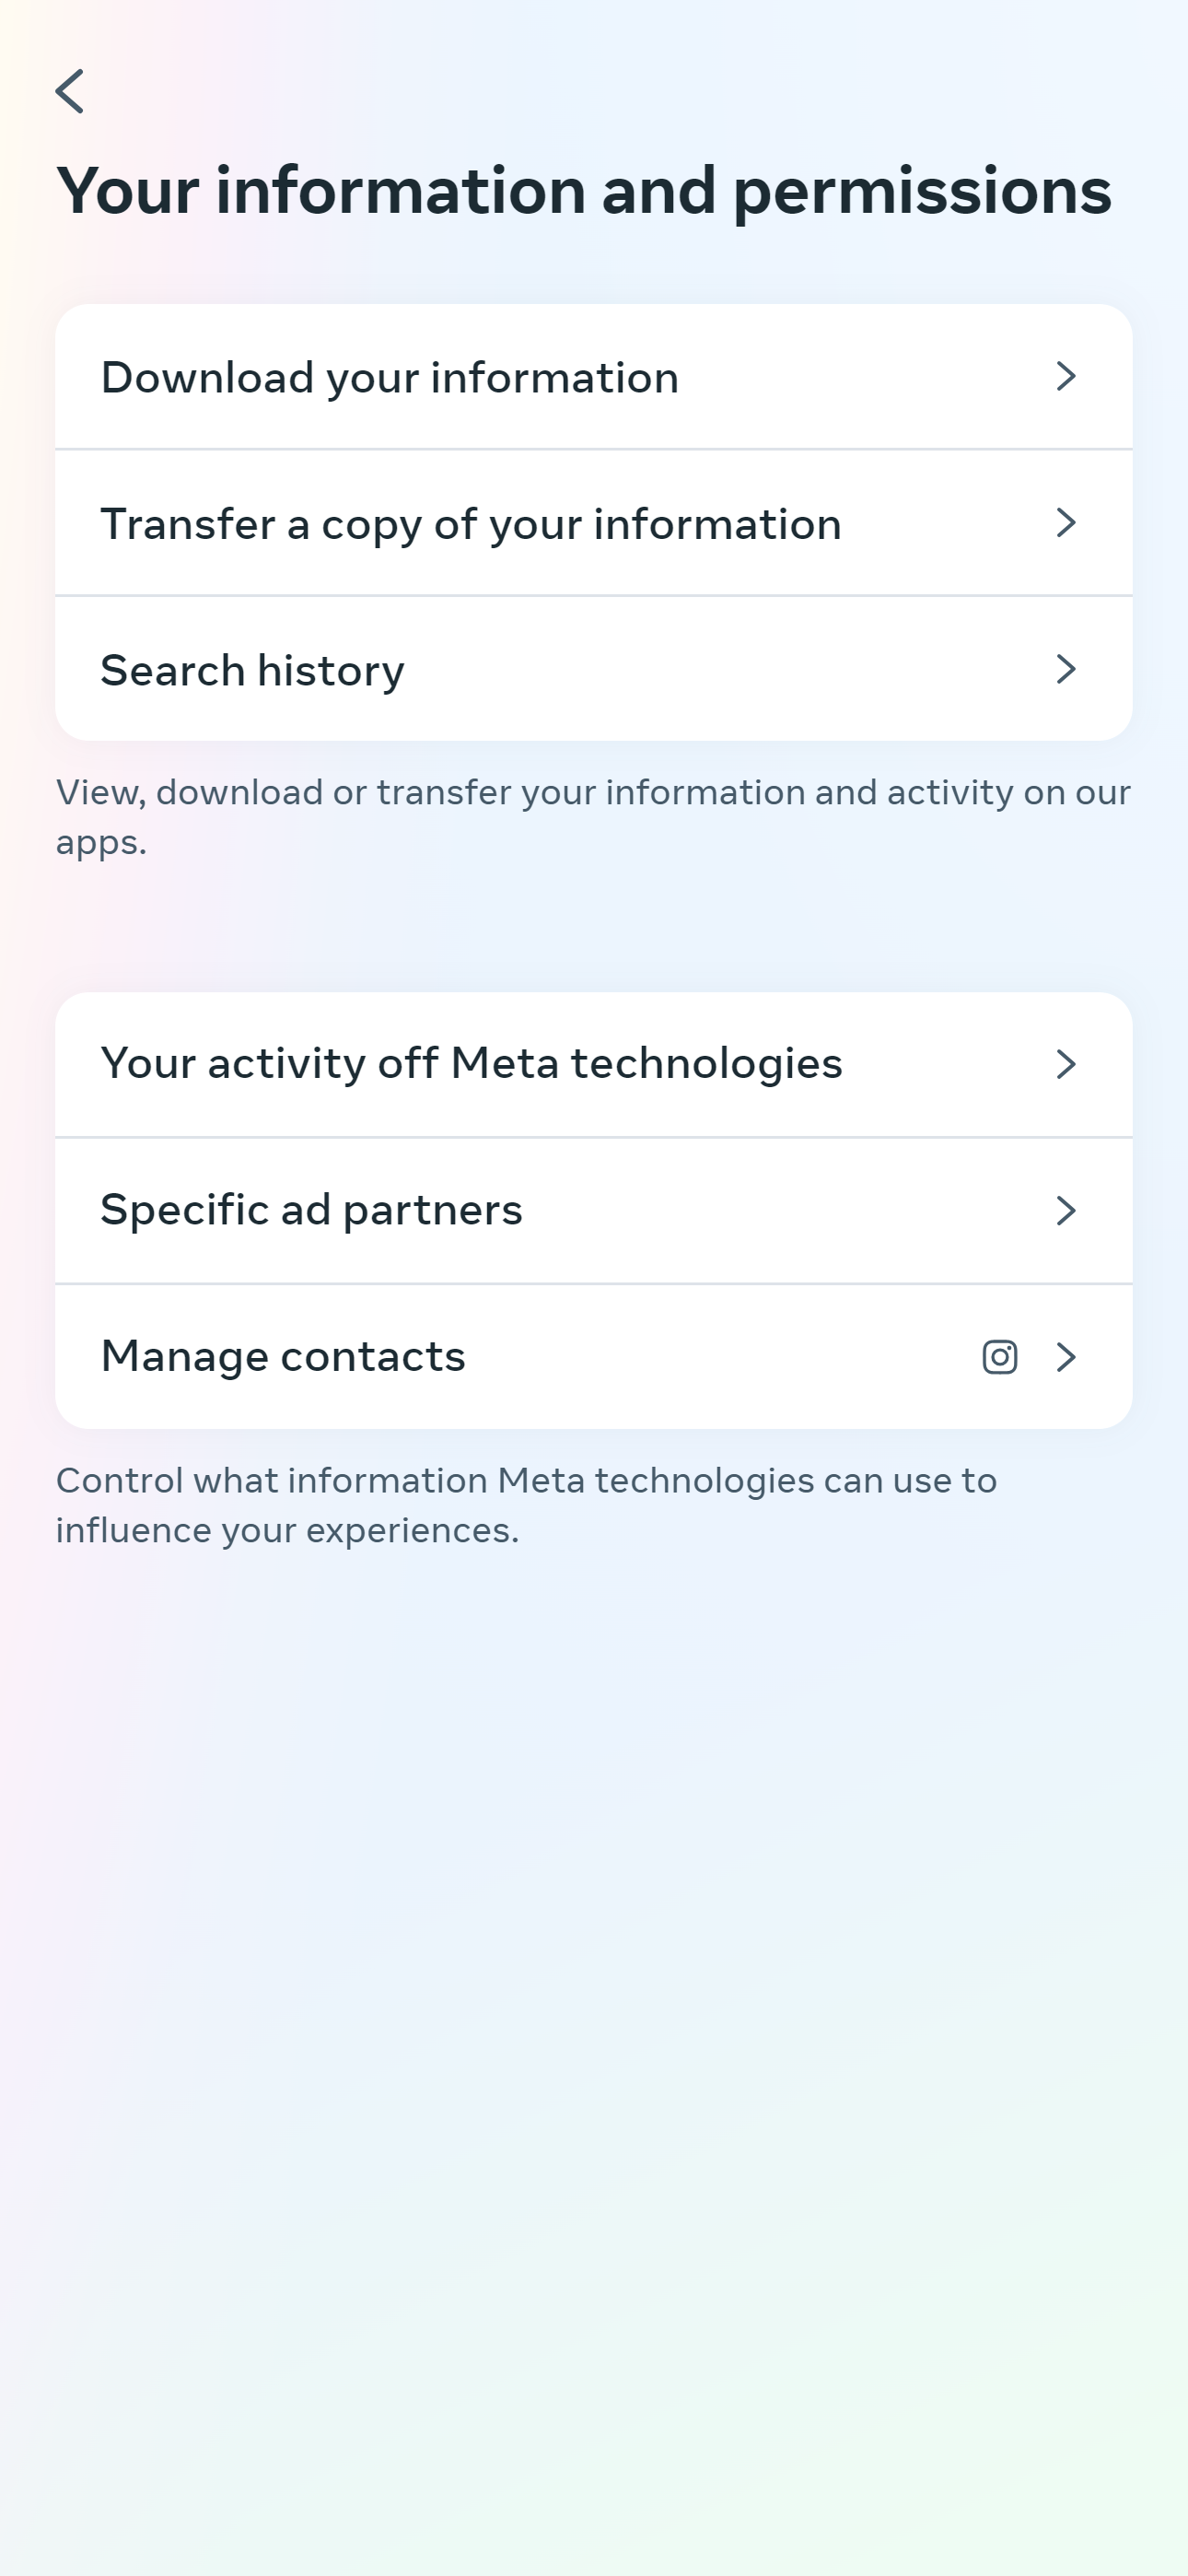 Your information and permissions
Download your information
Transfer a copy of your information
Search history
View, download or transfer your information and activity on our
apps.
Your activity off Meta technologies
Specific ad partners
Manage contacts
Control what information Meta technologies can use to
influence your experiences.